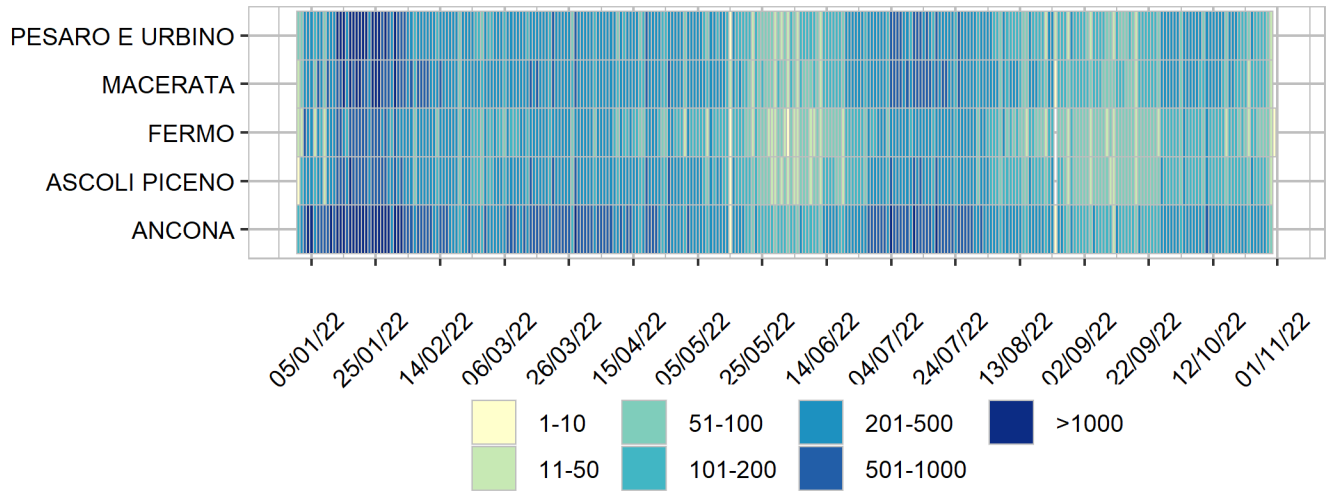 PESARO E URBINO
MACERATA
FERMO
ASCOLI PICENO
ANCONA
05/01/22
25/01/22
14/02/22
06/03/22
26/03/22
15/04/22
05/05/22
25/05/22
14/06/22
04/07/22
24/07/22
13/08/22
02/09/22
22/09/22
12/10/22
01/11/22
1-10 51-100 201-500 >1000
11-50 101-200 501-1000